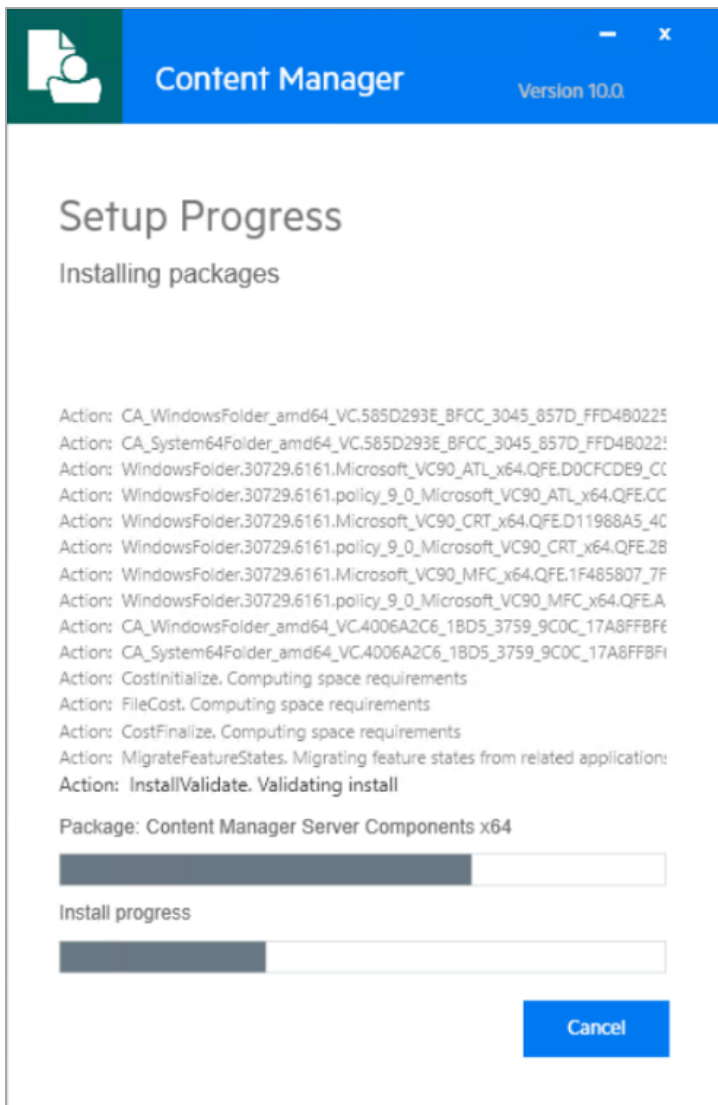 Content Manager
Version 10.0.
Setup Progress
Installing packages
Action: CA_WindowsFolder_amd64_VC.585D293E_BFCC_3045_857D_FFD4B0225
Action: CA_System64Folder_amd64_VC.585D293E_BFCC_3045_857D_FFD4B0225
Action: WindowsFolder.30729.6161.Microsoft_VC90_ATL_x64.QFE.D0CFCDE9_C0
Action: WindowsFolder.30729.6161.policy_9_0_Microsoft_VC90_ATL_x64.QFE.CC
Action: WindowsFolder.30729.6161.Microsoft_VC90_CRT_x64.QFE.D11988A5_40
Action: WindowsFolder.30729.6161.policy_9_0_Microsoft_VC90_CRT_x64.QFE.2B
Action: WindowsFolder.30729.6161.Microsoft_VC90_MFC_x64.QFE.1F485807_7F
Action: WindowsFolder.30729.6161.policy_9_0_Microsoft_VC90_MFC_x64.QFE.A
Action: CA_WindowsFolder_amd64_VC.4006A2C6_1BD5_3759_9C0C_17A8FFBF6
Action: CA_System64Folder_amd64_VC.4006A2C6_1BD5_3759_9C0C_17A8FFBF6
Action: CostInitialize. Computing space requirements
Action: FileCost. Computing space requirements
Action: CostFinalize. Computing space requirements
Action: MigrateFeatureStates. Migrating feature states from related applications
Action: InstallValidate. Validating install
Package: Content Manager Server Components x64
Install progress
Cancel